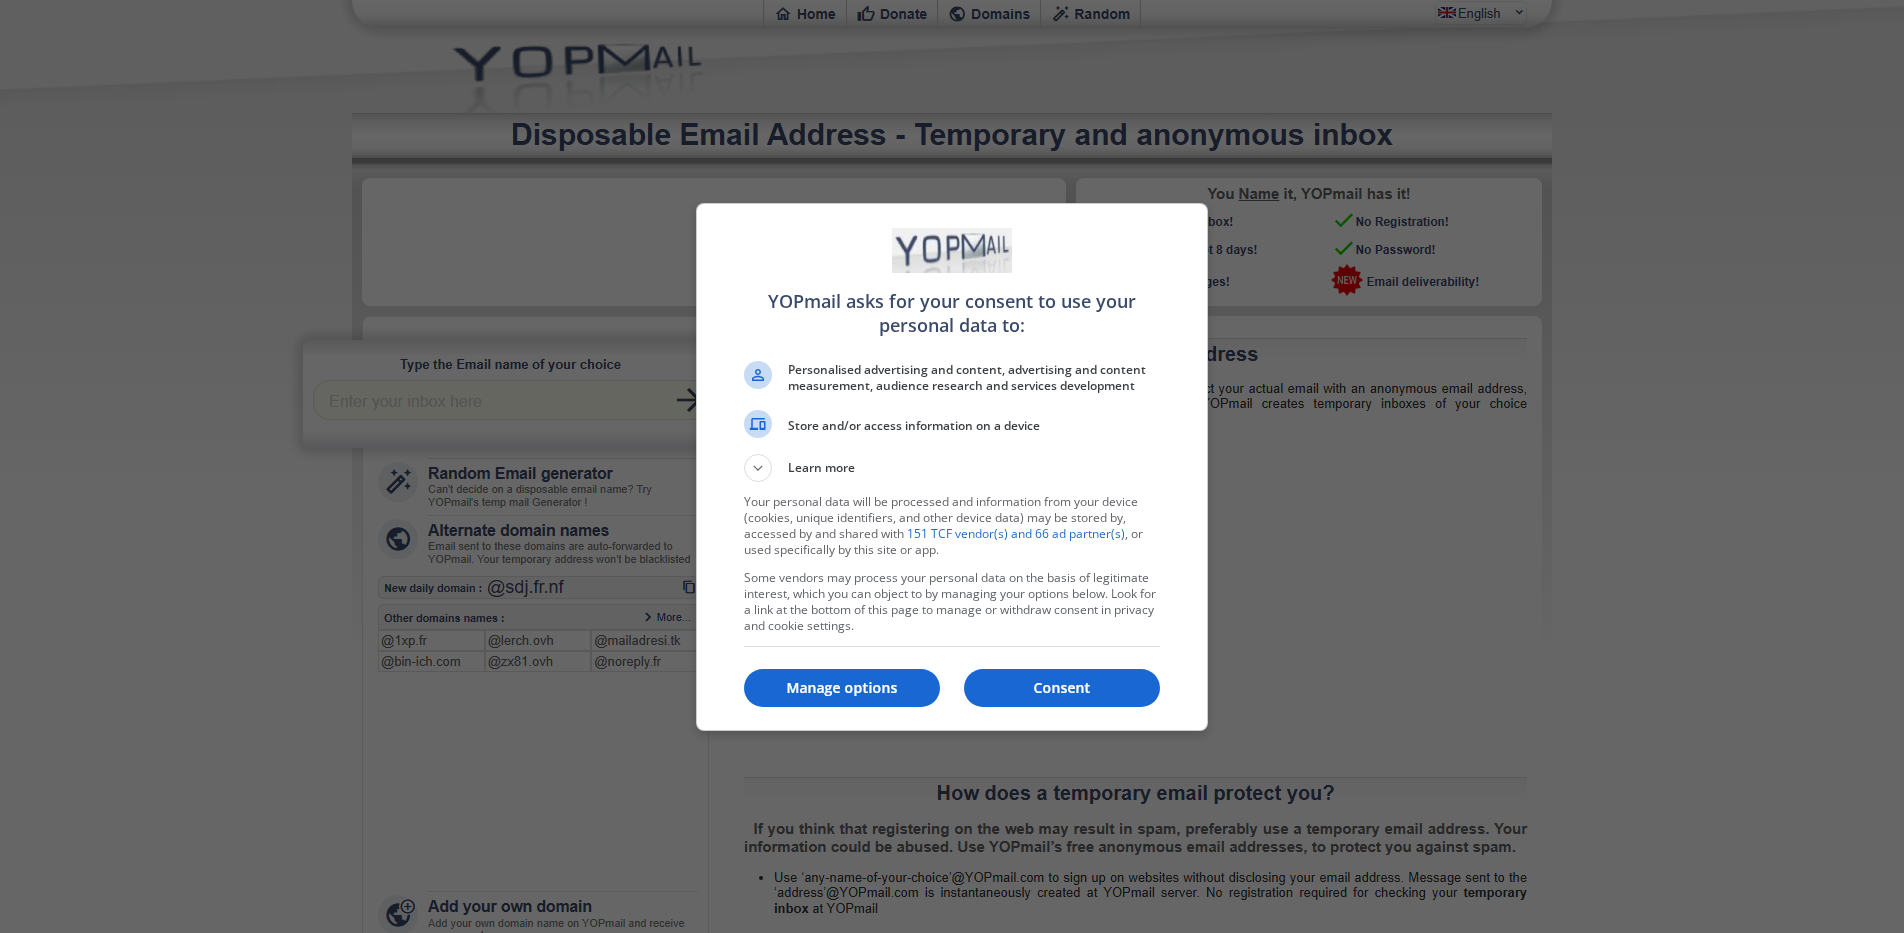 Home
Donate
Domains
Random
English
YOPMAIL
Disposable Email Address - Temporary and anonymous inbox
You Name it, YOPmail has it!
box!
No Registration!
t 8 days!
No Password!
ges!
NEW
Email deliverability!
Type the Email name of your choice
Enter your inbox here
Random Email generator
Can't decide on a disposable email name? Try
YOPmail's temp mail Generator !
Alternate domain names
Email sent to these domains are auto-forwarded to
YOPmail. Your temporary address won't be blacklisted
New daily domain : @sdj.fr.nf
Other domains names :
More...
@1xp.fr
@lerch.ovh
@mailadresi.tk
@bin-ich.com
@zx81.ovh
@noreply.fr
Add your own domain
Add your own domain name on YOPmail and receive
YOPMAIL
YOPmail asks for your consent to use your
personal data to:
Personalised advertising and content, advertising and content
measurement, audience research and services development
Store and/or access information on a device
Learn more
Your personal data will be processed and information from your device
(cookies, unique identifiers, and other device data) may be stored by,
accessed by and shared with 151 TCF vendor(s) and 66 ad partner(s), or
used specifically by this site or app.
Some vendors may process your personal data on the basis of legitimate
interest, which you can object to by managing your options below. Look for
a link at the bottom of this page to manage or withdraw consent in privacy
and cookie settings.
Manage options
Consent
dress
ct your actual email with an anonymous email address,
YOPmail creates temporary inboxes of your choice
How does a temporary email protect you?
If you think that registering on the web may result in spam, preferably use a temporary email address. Your
information could be abused. Use YOPmail's free anonymous email addresses, to protect you against spam.
• Use ‘any-name-of-your-choice’@YOPmail.com to sign up on websites without disclosing your email address. Message sent to the
‘address’@YOPmail.com is instantaneously created at YOPmail server. No registration required for checking your temporary
inbox at YOPmail